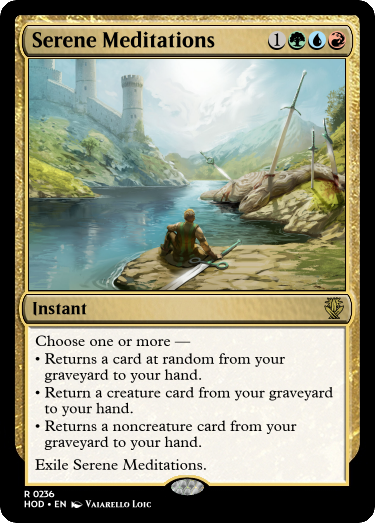 Serene Meditations 1
Instant
Choose one or more —
• Returns a card at random from your
graveyard to your hand.
• Return a creature card from your graveyard
to your hand.
• Returns a noncreature card from your
graveyard to your hand.
Exile Serene Meditations.
R 0236
HOD • EN Vaiarello Loic